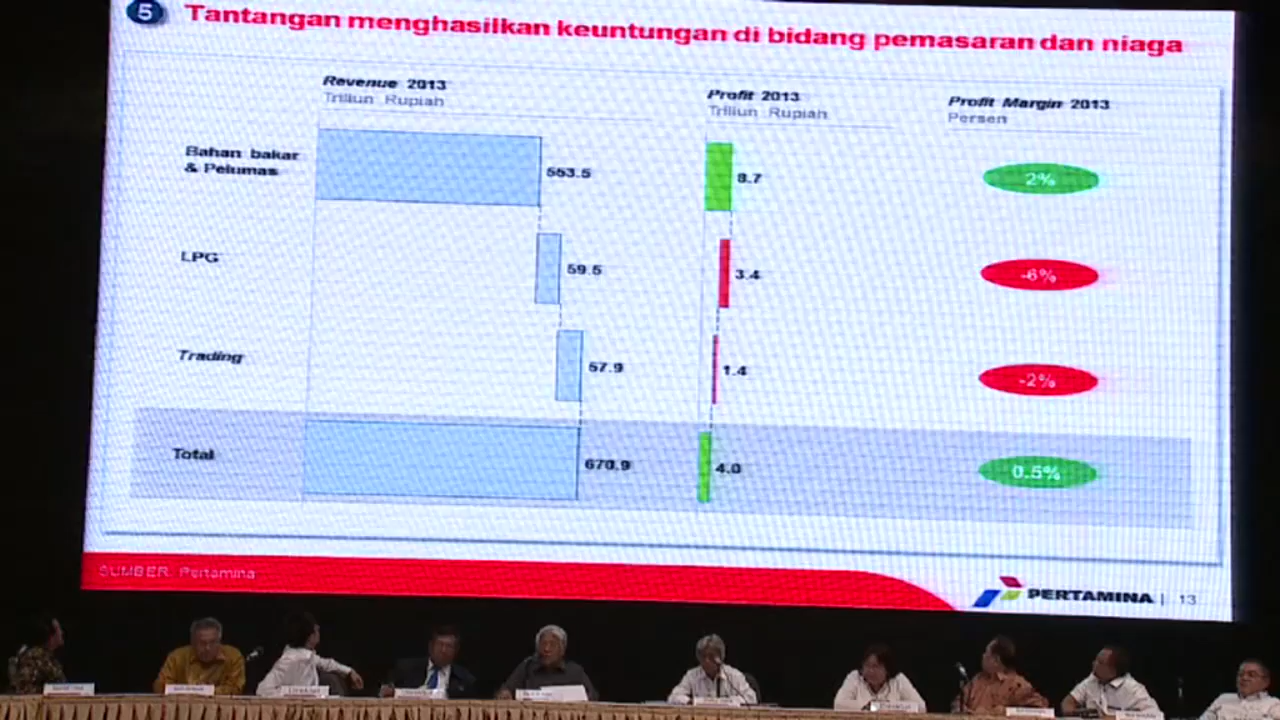 5 Tantangan menghasilkan keuntungan di bidang pemasaran dan niaga
Revenue 2013
Triliun Rupiah
Profit 2013
Triliun Rupiah
Profit Margin 2013
Persen
Bahan bakar
& Pelumas
553.5
8.7
2%
LPG
59.5
3.4
-6%
Trading
57.9
1.4
-2%
Total
670.9
4.0
0.5%
SUMBER: Pertamina
PERTAMINA | 13